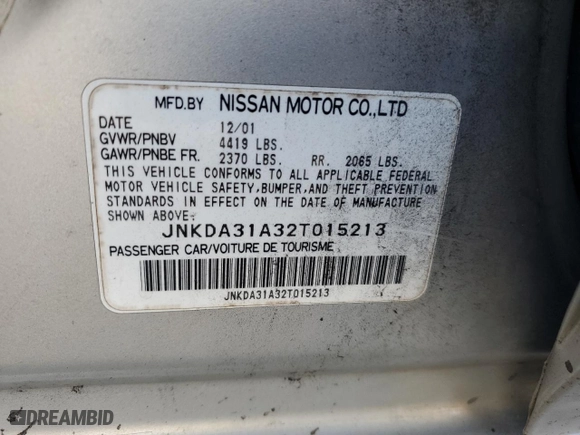 MFD.BY NISSAN MOTOR CO.,LTD
DATE 12/01
GVWR/PNBV 4419 LBS.
GAWR/PNBE FR. 2370 LBS. RR. 2065 LBS.
THIS VEHICLE CONFORMS TO ALL APPLICABLE FEDERAL
MOTOR VEHICLE SAFETY,BUMPER,AND THEFT PREVENTION
STANDARDS IN EFFECT ON THE DATE OF MANUFACTURE
SHOWN ABOVE.
JNKDA31A32T015213
PASSENGER CAR/VOITURE DE TOURISME
JNKDA31A32T015213
DREAMBID